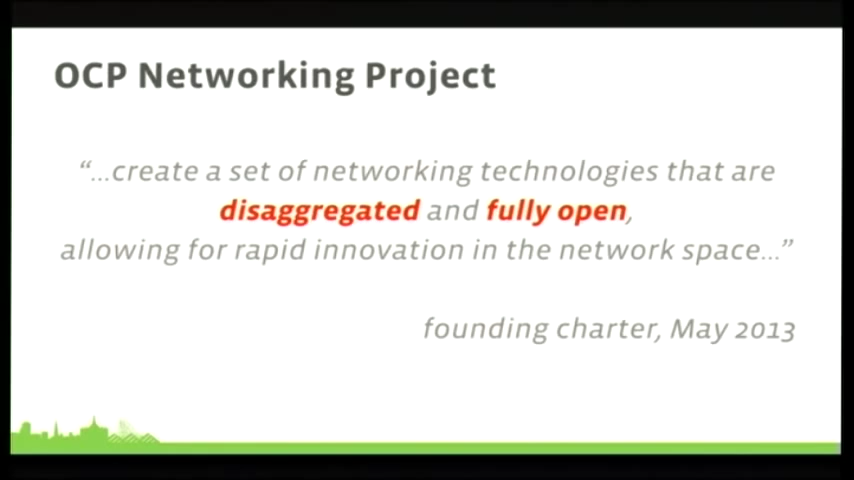 OCP Networking Project
“...create a set of networking technologies that are
disaggregated and fully open,
allowing for rapid innovation in the network space...”
founding charter, May 2013